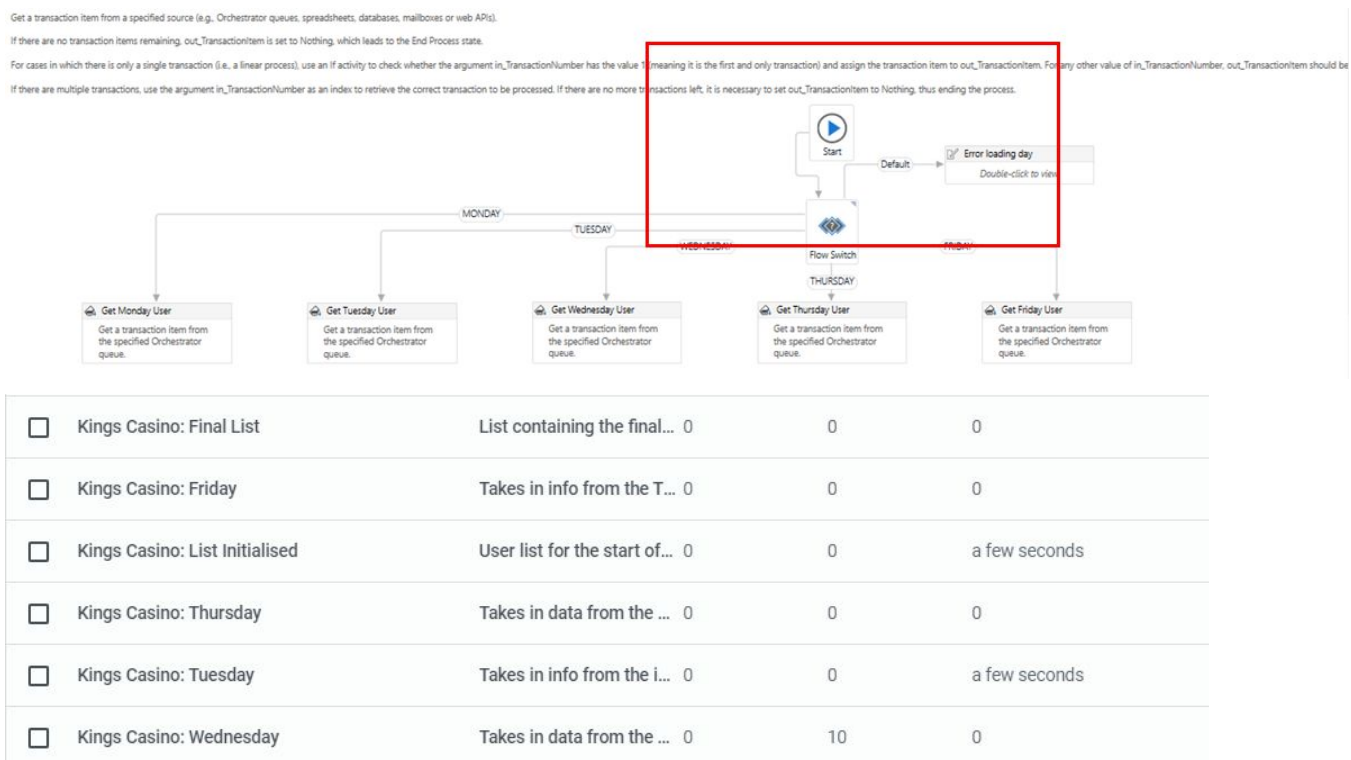 Get a transaction item from a specified source (e.g., Orchestrator queues, spreadsheets, databases, mailboxes or web APIs).
If there are no transaction items remaining, out_TransactionItem is set to Nothing, which leads to the End Process state.
For cases in which there is only a single transaction (i.e., a linear process), use an If activity to check whether the argument in_TransactionNumber has the value 1 (meaning it is the first and only transaction) and assign the transaction item to out_TransactionItem. For any other value of in_TransactionNumber, out_TransactionItem should be
If there are multiple transactions, use the argument in_TransactionNumber as an index to retrieve the correct transaction to be processed. If there are no more transactions left, it is necessary to set out_TransactionItem to Nothing, thus ending the process.
Start
Default
Error loading day
Double-click to view
MONDAY
TUESDAY
WEDNESDAY
FRIDAY
Flow Switch
THURSDAY
Get Monday User
Get a transaction item from
the specified Orchestrator
queue.
Get Tuesday User
Get a transaction item from
the specified Orchestrator
queue.
Get Wednesday User
Get a transaction item from
the specified Orchestrator
queue.
Get Thursday User
Get a transaction item from
the specified Orchestrator
queue.
Get Friday User
Get a transaction item from
the specified Orchestrator
queue.
Kings Casino: Final List List containing the final... 0 0 0
Kings Casino: Friday Takes in info from the T... 0 0 0
Kings Casino: List Initialised User list for the start of... 0 0 a few seconds
Kings Casino: Thursday Takes in data from the ... 0 0 0
Kings Casino: Tuesday Takes in info from the i... 0 0 a few seconds
Kings Casino: Wednesday Takes in data from the ... 0 10 0